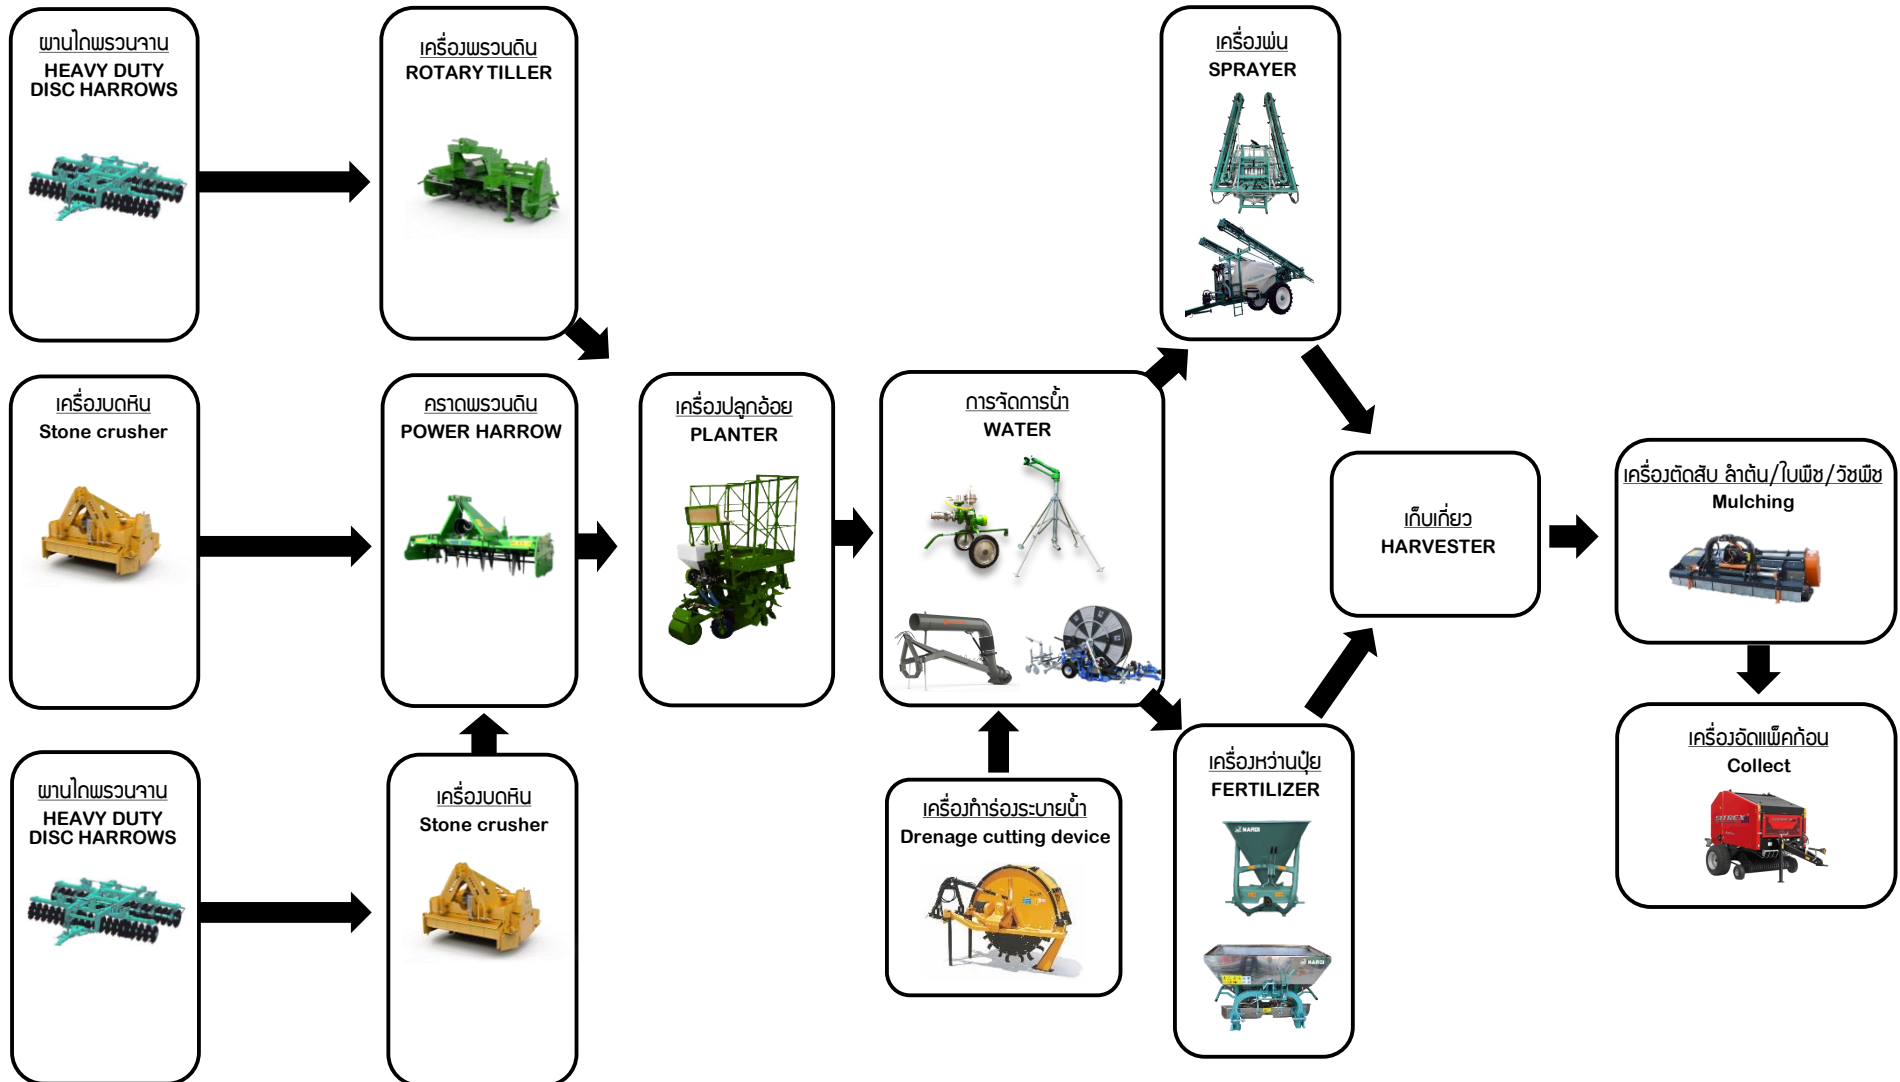 ผานไถพรวนจาน
HEAVY DUTY
DISC HARROWS
เครื่องพรวนดิน
ROTARY TILLER
เครื่องพ่น
SPRAYER
เครื่องบดหิน
Stone crusher
คราดพรวนดิน
POWER HARROW
เครื่องปลูกอ้อย
PLANTER
การจัดการน้ำ
WATER
เก็บเกี่ยว
HARVESTER
เครื่องตัดสับ ลำต้น/ใบพืช/วัชพืช
Mulching
ผานไถพรวนจาน
HEAVY DUTY
DISC HARROWS
เครื่องบดหิน
Stone crusher
เครื่องทำร่องระบายน้ำ
Drenage cutting device
เครื่องหว่านปุ๋ย
FERTILIZER
NARDI
NARDI
เครื่องอัดแพ็คก้อน
Collect
SITREX